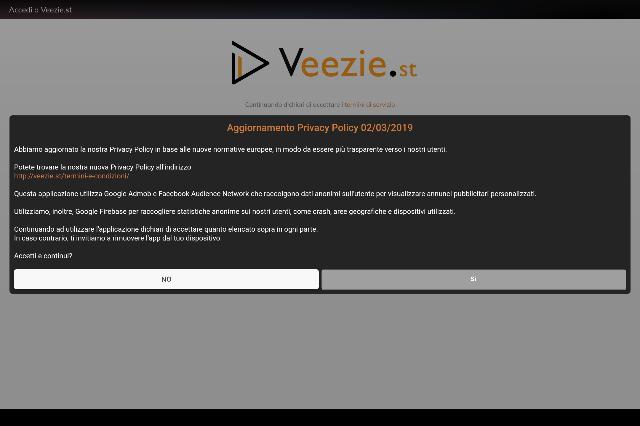 Accedi a Veezie.st
Veezie.st
Continuando dichiari di accettare i termini di servizio
Aggiornamento Privacy Policy 02/03/2019
Abbiamo aggiornato la nostra Privacy Policy in base alle nuove normative europee, in modo da essere più trasparente verso i nostri utenti.
Potete trovare la nostra nuova Privacy Policy all'indirizzo
http://veezie.st/termini-e-condizioni/
Questa applicazione utilizza Google Admob e Facebook Audience Network che raccolgono dati anonimi sull'utente per visualizzare annunci pubblicitari personalizzati.
Utilizziamo, inoltre, Google Firebase per raccogliere statistiche anonime sui nostri utenti, come crash, aree geografiche e dispositivi utilizzati.
Continuando ad utilizzare l'applicazione dichiari di accettare quanto elencato sopra in ogni parte.
In caso contrario, ti invitiamo a rimuovere l'app dal tuo dispositivo.
Accetti e continui?
NO
Sì